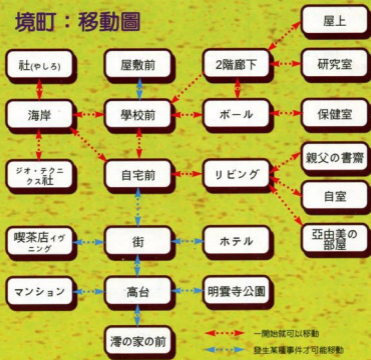 境町：移動圖
屋上
社(やしろ)
屋敷前
2階廊下
研究室
海岸
學校前
ボール
保健室
ジオ・テクニ
クス社
自宅前
リビング
親父の書齋
自室
亞由美の
部屋
喫茶店イヴ
ニング
街
ホテル
マンション
高台
明雲寺公園
澪の家の前
一開始就可以移動
發生某種事件才可能移動